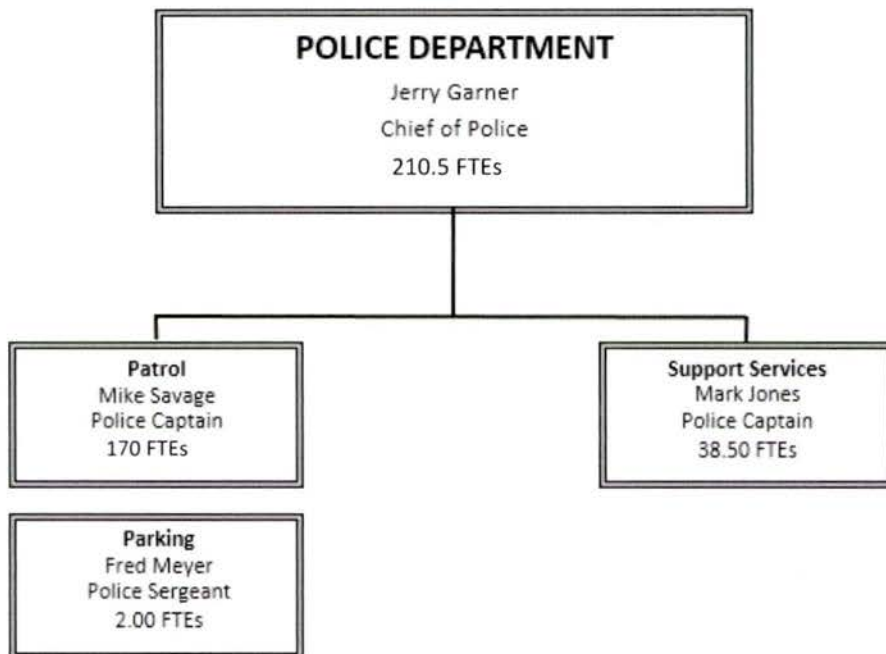 POLICE DEPARTMENT
Jerry Garner
Chief of Police
210.5 FTEs
Patrol
Mike Savage
Police Captain
170 FTEs
Support Services
Mark Jones
Police Captain
38.50 FTEs
Parking
Fred Meyer
Police Sergeant
2.00 FTEs